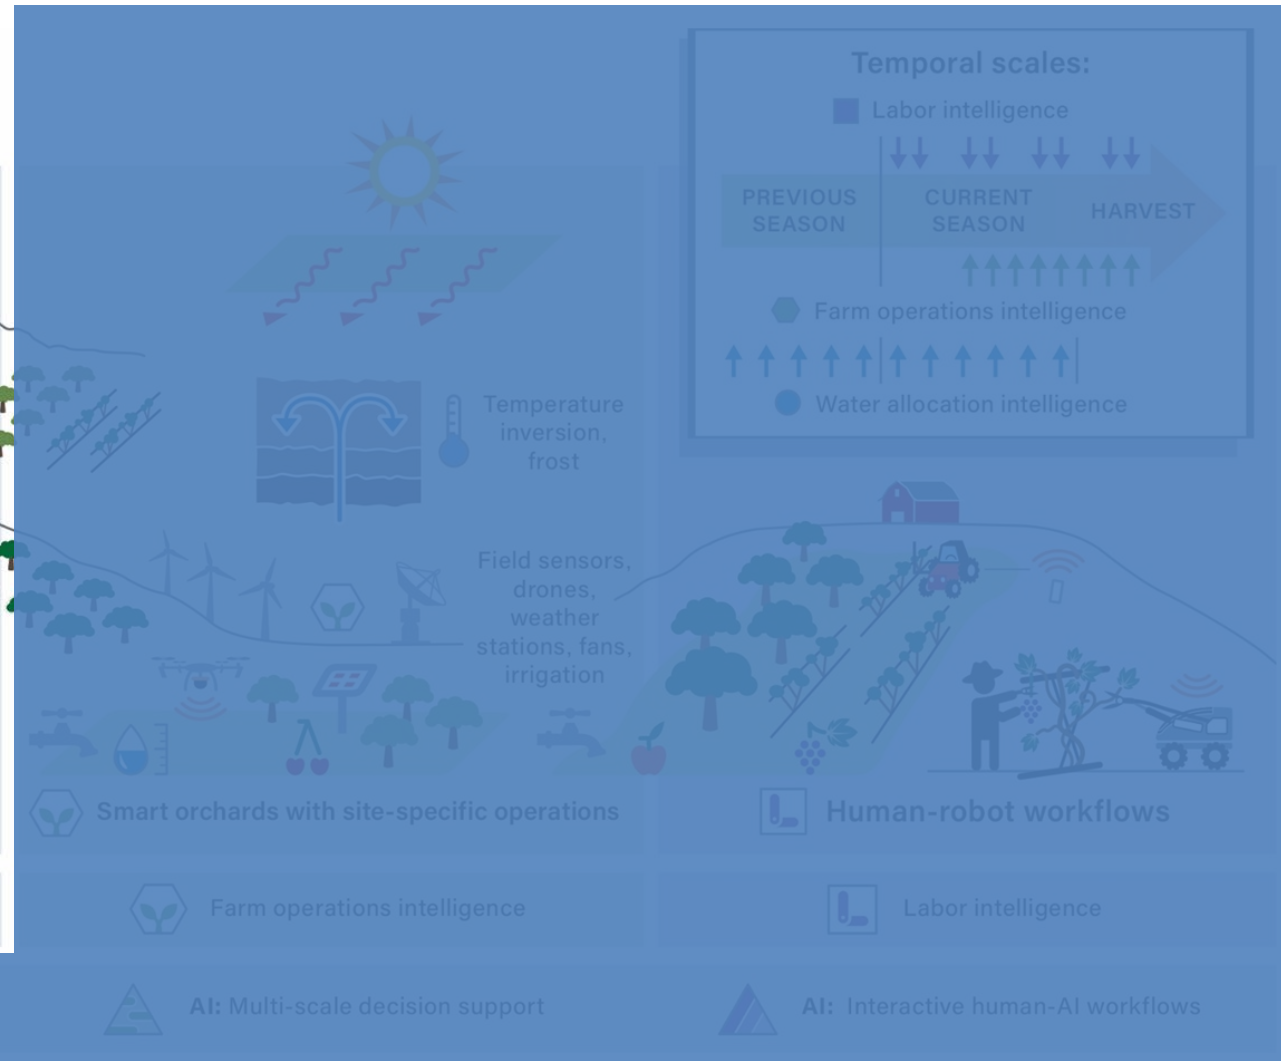 Temporal scales:
Labor intelligence
PREVIOUS
SEASON
CURRENT
SEASON
HARVEST
Farm operations intelligence
Water allocation intelligence
Temperature
inversion,
frost
Field sensors,
drones,
weather
stations, fans,
irrigation
Smart orchards with site-specific operations
Human-robot workflows
Farm operations intelligence
Labor intelligence
AI: Multi-scale decision support
AI: Interactive human-AI workflows